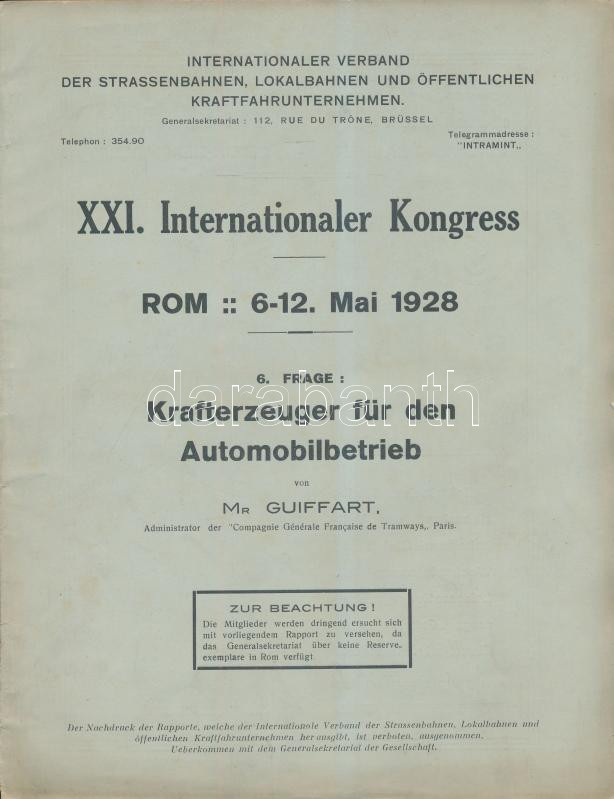 INTERNATIONALER VERBAND
DER STRASSENBAHNEN, LOKALBAHNEN UND ÖFFENTLICHEN
KRAFTFAHRUNTERNEHMEN.
Generalsekretariat : 112, RUE DU TRÔNE, BRÜSSEL
Telephon : 354.90
Telegrammadresse :
"INTRAMINT„
XXI. Internationaler Kongress
ROM :: 6-12. Mai 1928
6. FRAGE :
darabanth
Krafterzeuger für den
Automobilbetrieb
von
MR GUIFFART,
Administrator der "Compagnie Générale Française de Tramways„ Paris.
ZUR BEACHTUNG !
Die Mitglieder werden dringend ersucht sich
mit vorliegendem Rapport zu versehen, da
das Generalsekretariat über keine Reserve„
exemplare in Rom verfügt
Der Nachdruck der Rapporte, welche der Internationale Verband der Strassenbahnen, Lokalbahnen und
öffentlichen Kraftfahrunternehmen herausgibt, ist verboten, ausgenommen,
Ueberkommen mit dem Generalsekretariat der Gesellschaft.